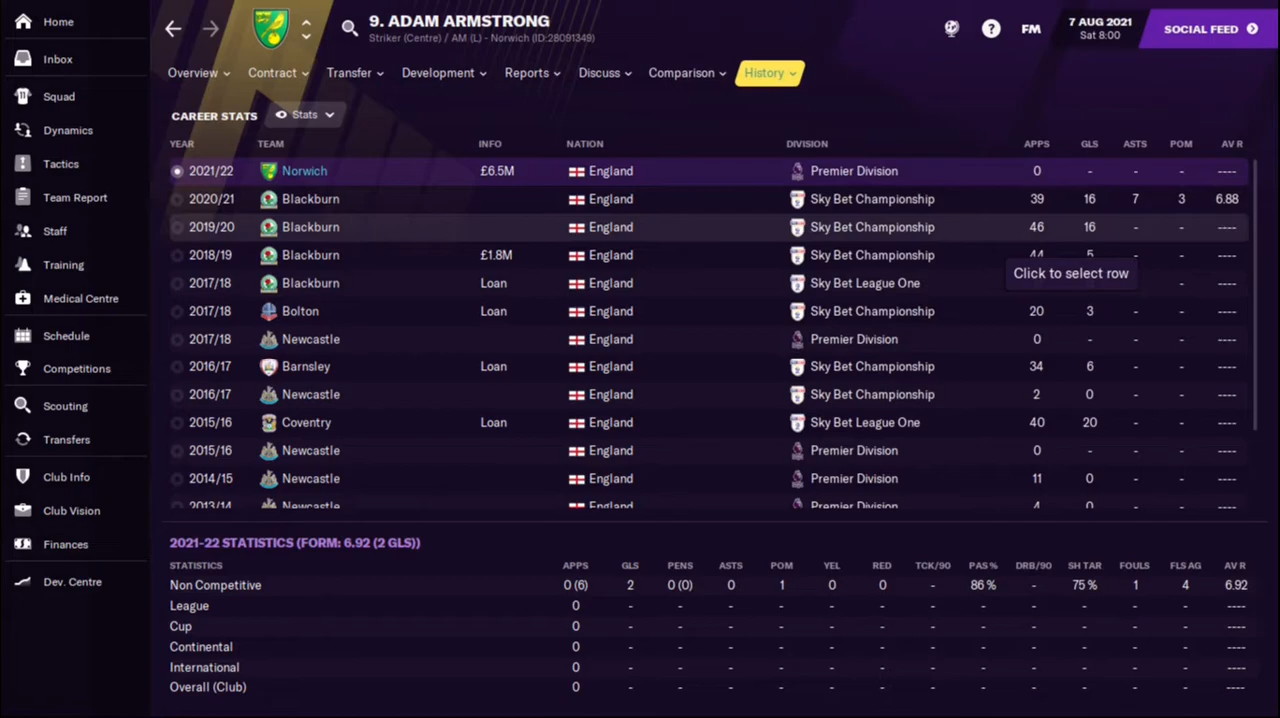 Home
Inbox
Squad
Dynamics
Tactics
Team Report
Staff
Training
Medical Centre
Schedule
Competitions
Scouting
Transfers
Club Info
Club Vision
Finances
Dev. Centre
9. ADAM ARMSTRONG
Striker (Centre) / AM (L) - Norwich (ID:28091349)
? FM 7 AUG 2021 SOCIAL FEED
Sat 8:00
Overview Contract Transfer Development Reports Discuss Comparison History
CAREER STATS Stats
YEAR TEAM INFO NATION DIVISION APPS GLS ASTS POM AV R
2021/22 Norwich £6.5M England Premier Division 0 - - - ----
2020/21 Blackburn England Sky Bet Championship 39 16 7 3 6.88
2019/20 Blackburn England Sky Bet Championship 46 16 - - ----
2018/19 Blackburn £1.8M England Sky Bet Championship 44 5 - - ----
Click to select row
2017/18 Blackburn Loan England Sky Bet League One - ----
2017/18 Bolton Loan England Sky Bet Championship 20 3 - - ----
2017/18 Newcastle England Premier Division 0 - - - ----
2016/17 Barnsley Loan England Sky Bet Championship 34 6 - - ----
2016/17 Newcastle England Sky Bet Championship 2 0 - - ----
2015/16 Coventry Loan England Sky Bet League One 40 20 - - ----
2015/16 Newcastle England Premier Division 0 - - - ----
2014/15 Newcastle England Premier Division 11 0 - - ----
2013/14 Newcastle England Premier Division 4 0 - - ----
2021-22 STATISTICS (FORM: 6.92 (2 GLS))
STATISTICS APPS GLS PENS ASTS POM YEL RED TCK/90 PAS% DRB/90 SH TAR FOULS FLS AG AV R
Non Competitive 0 (6) 2 0 (0) 0 1 0 0 - 86 % - 75 % 1 4 6.92
League 0 - - - - - - - - - - - - ----
Cup 0 - - - - - - - - - - - - ----
Continental 0 - - - - - - - - - - - - ----
International 0 - - - - - - - - - - - - ----
Overall (Club) 0 - - - - - - - - - - - - ----